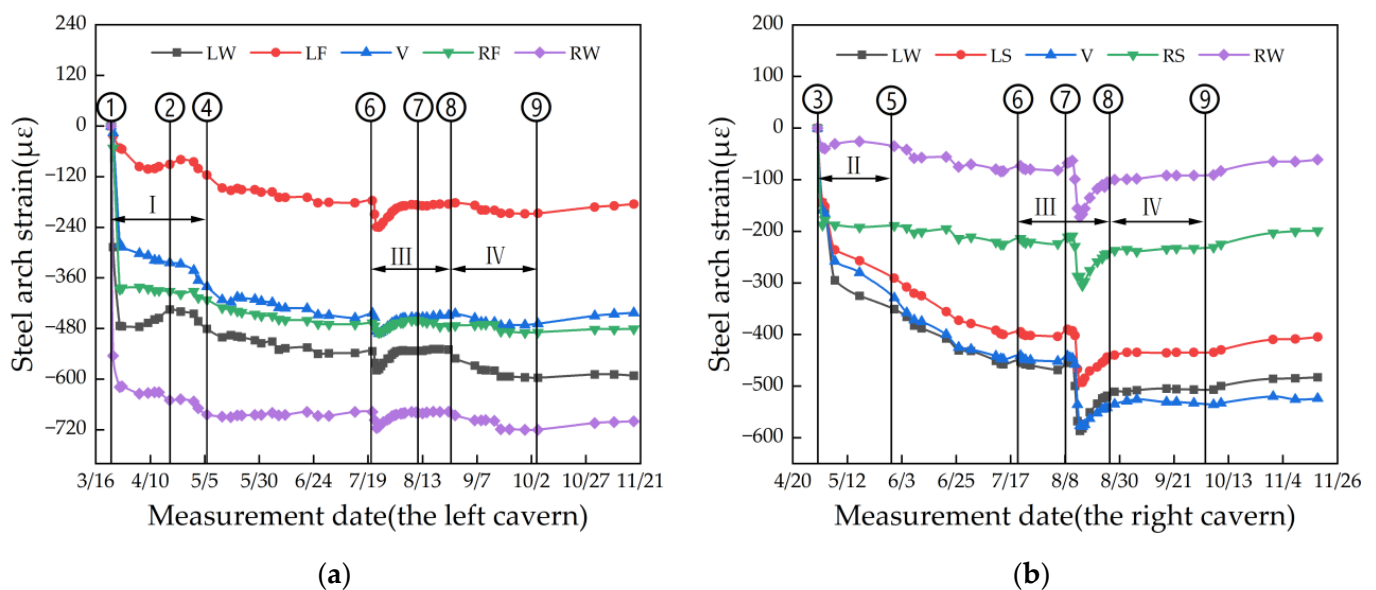 240
120
0
−120
−240
−360
−480
−600
−720
Steel arch strain(με)
LW LF V RF RW
① ② ④ ⑥ ⑦ ⑧ ⑨
I
III IV
3/16 4/10 5/5 5/30 6/24 7/19 8/13 9/7 10/2 10/27 11/21
Measurement date(the left cavern)
(a)
200
100
0
−100
−200
−300
−400
−500
−600
Steel arch strain(με)
LW LS V RS RW
③ ⑤ ⑥ ⑦ ⑧ ⑨
II
III IV
4/20 5/12 6/3 6/25 7/17 8/8 8/30 9/21 10/13 11/4 11/26
Measurement date(the right cavern)
(b)